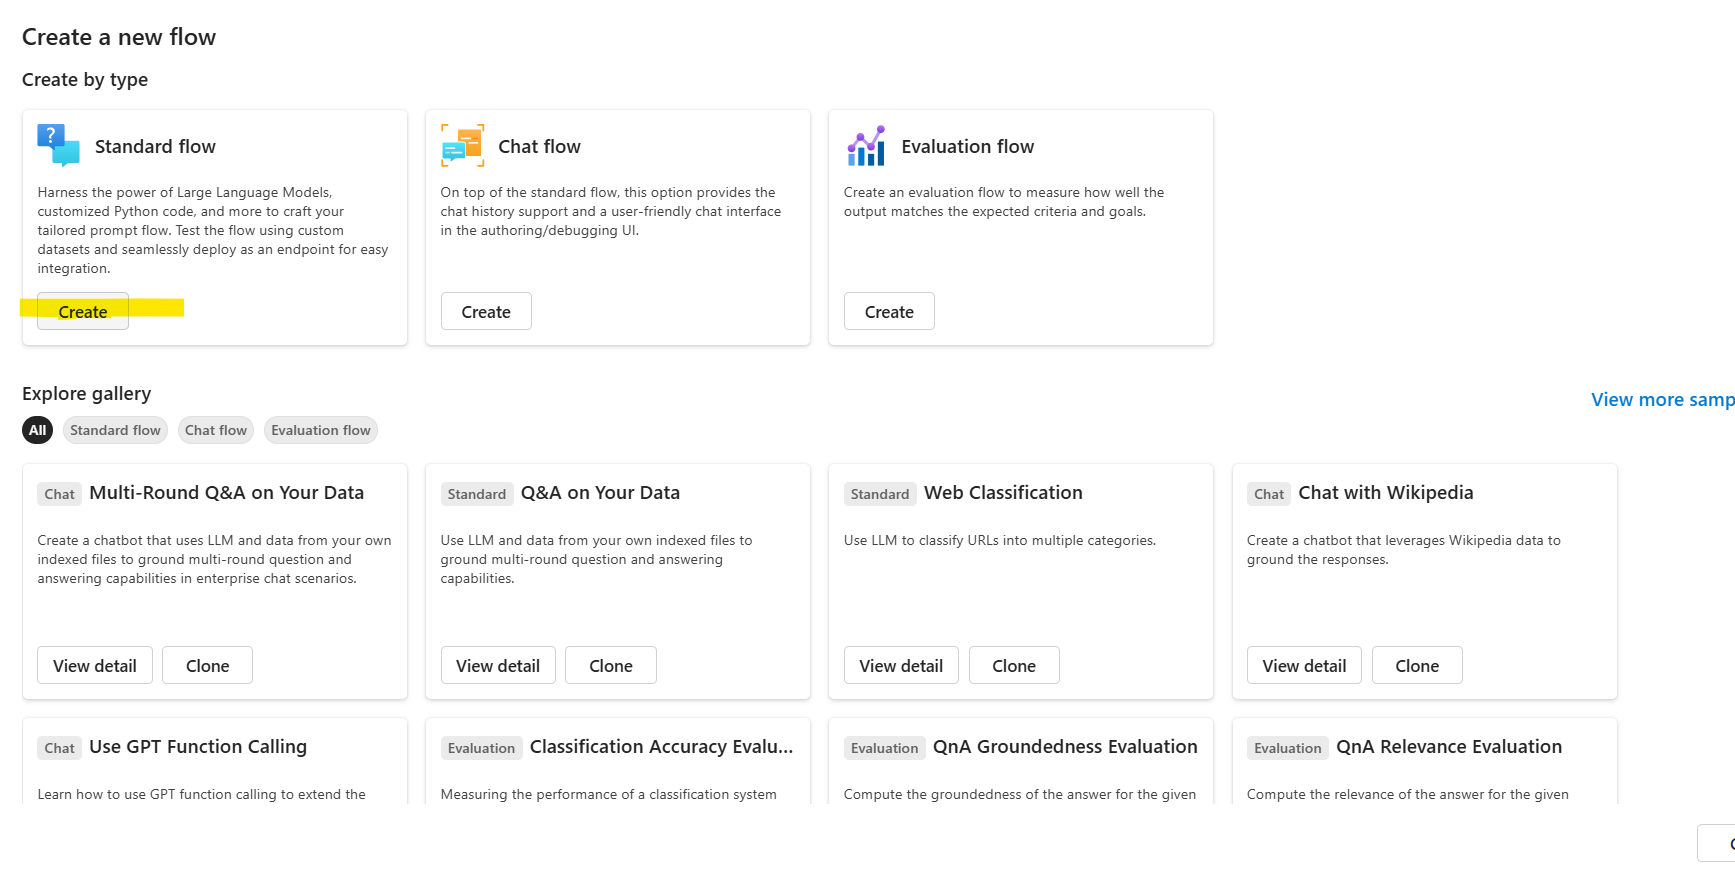 Create a new flow
Create by type
Standard flow
Harness the power of Large Language Models,
customized Python code, and more to craft your
tailored prompt flow. Test the flow using custom
datasets and seamlessly deploy as an endpoint for easy
integration.
Create
Chat flow
On top of the standard flow, this option provides the
chat history support and a user-friendly chat interface
in the authoring/debugging UI.
Create
Evaluation flow
Create an evaluation flow to measure how well the
output matches the expected criteria and goals.
Create
Explore gallery
View more samp
All Standard flow Chat flow Evaluation flow
Chat Multi-Round Q&A on Your Data
Create a chatbot that uses LLM and data from your own
indexed files to ground multi-round question and
answering capabilities in enterprise chat scenarios.
View detail Clone
Standard Q&A on Your Data
Use LLM and data from your own indexed files to
ground multi-round question and answering
capabilities.
View detail Clone
Standard Web Classification
Use LLM to classify URLs into multiple categories.
View detail Clone
Chat Chat with Wikipedia
Create a chatbot that leverages Wikipedia data to
ground the responses.
View detail Clone
Chat Use GPT Function Calling
Learn how to use GPT function calling to extend the
Evaluation Classification Accuracy Evalu...
Measuring the performance of a classification system
Evaluation QnA Groundedness Evaluation
Compute the groundedness of the answer for the given
Evaluation QnA Relevance Evaluation
Compute the relevance of the answer for the given